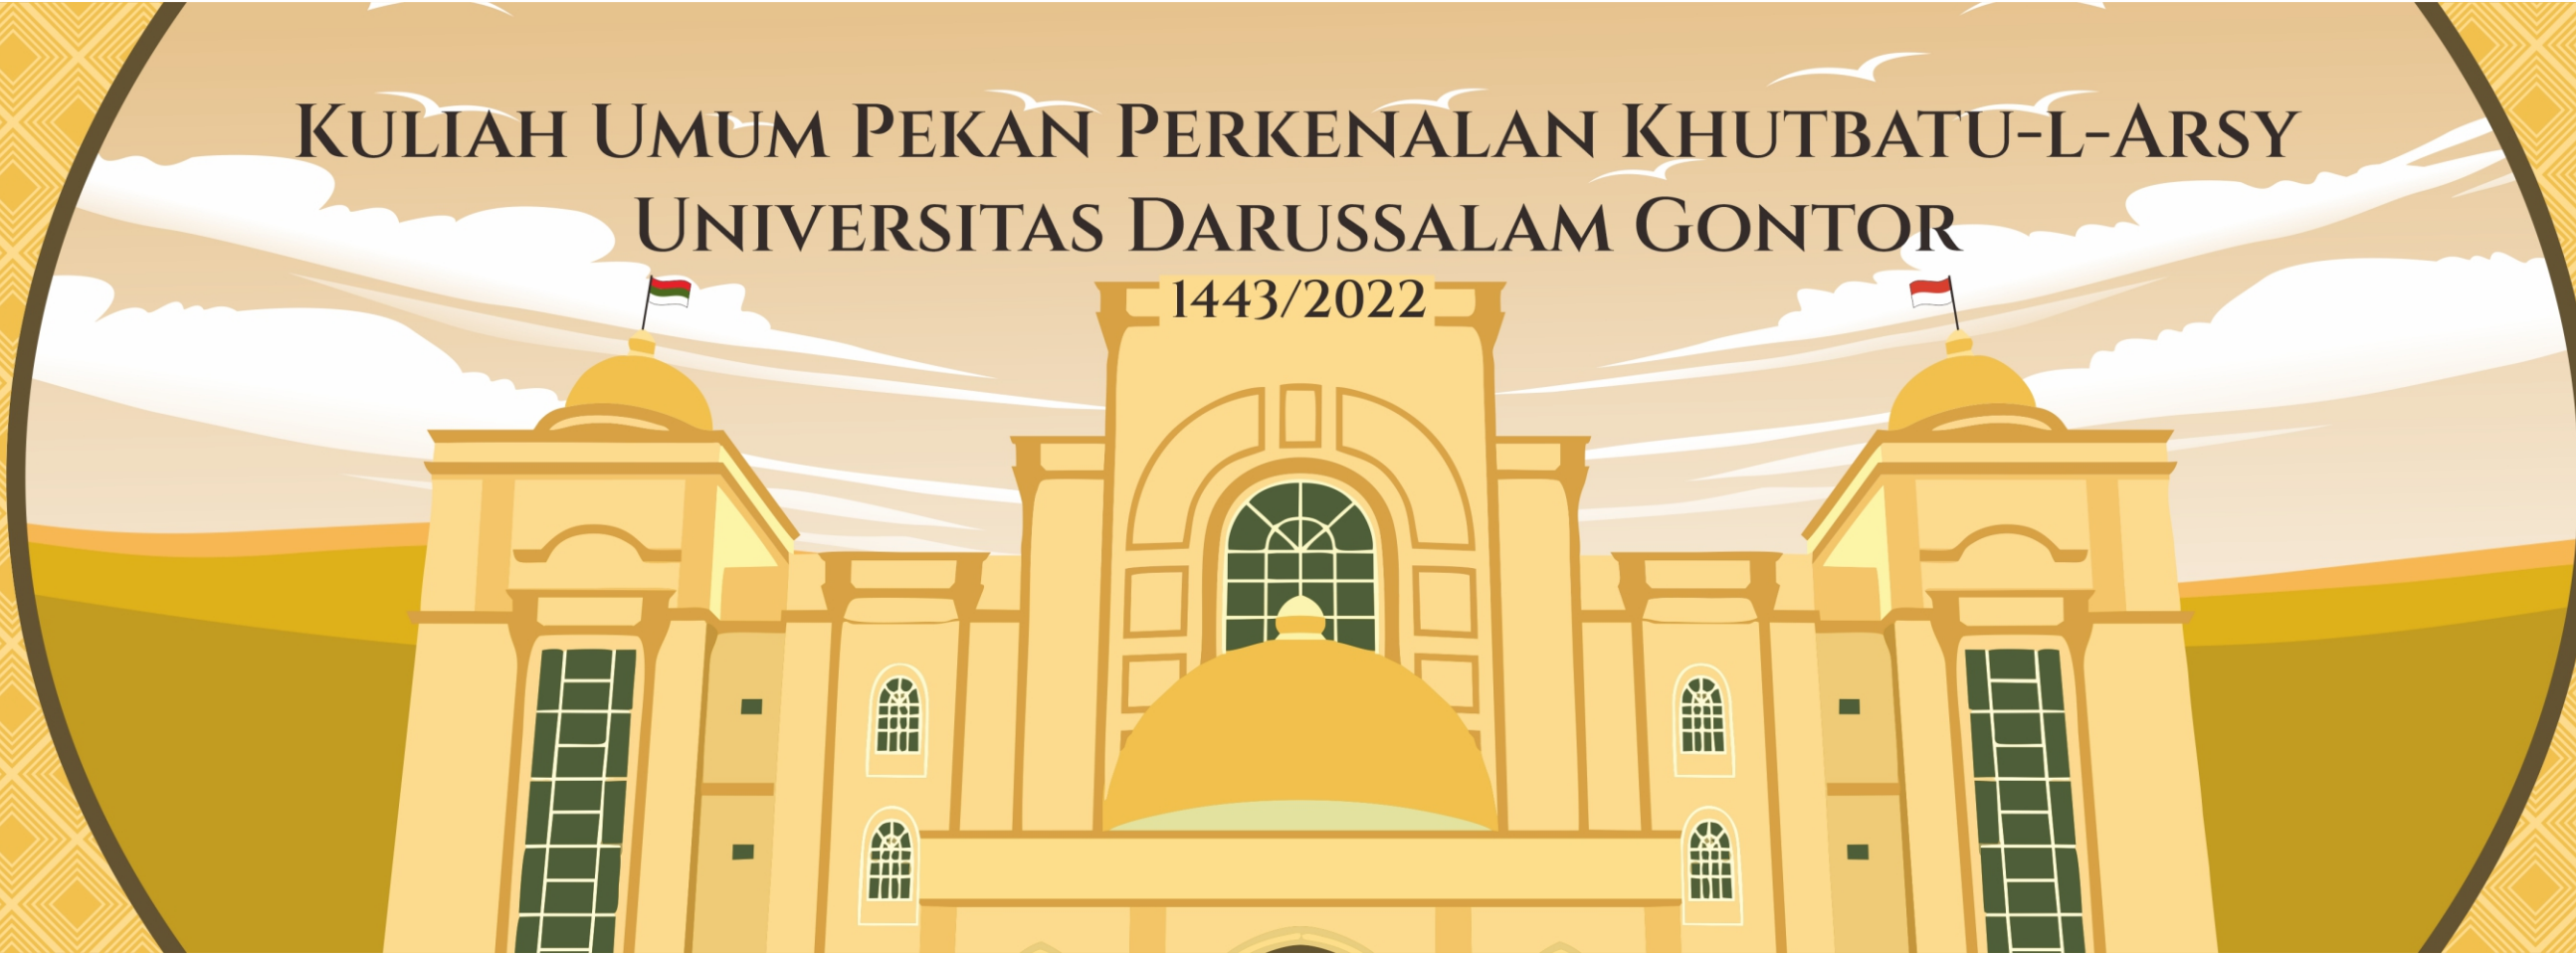 Kuliah Umum Pekan Perkenalan Khutbatu-l-Arsy
Universitas Darussalam Gontor
1443/2022